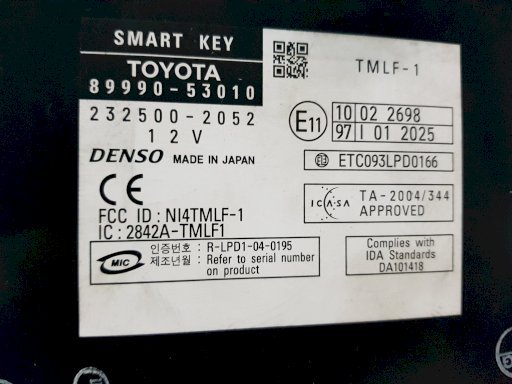 SMART KEY
TOYOTA
89990-53010
232500-2052
12V
DENSO MADE IN JAPAN
CE
FCC ID : NI4TMLF-1
IC : 2842A-TMLF1
MIC
인증번호 : R-LPD1-04-0195
제조년월 : Refer to serial number
on product
TMLF-1
E11
10 02 2698
97 I 01 2025
ETC093LPD0166
ICASA
TA-2004/344
APPROVED
Complies with
IDA Standards
DA101418